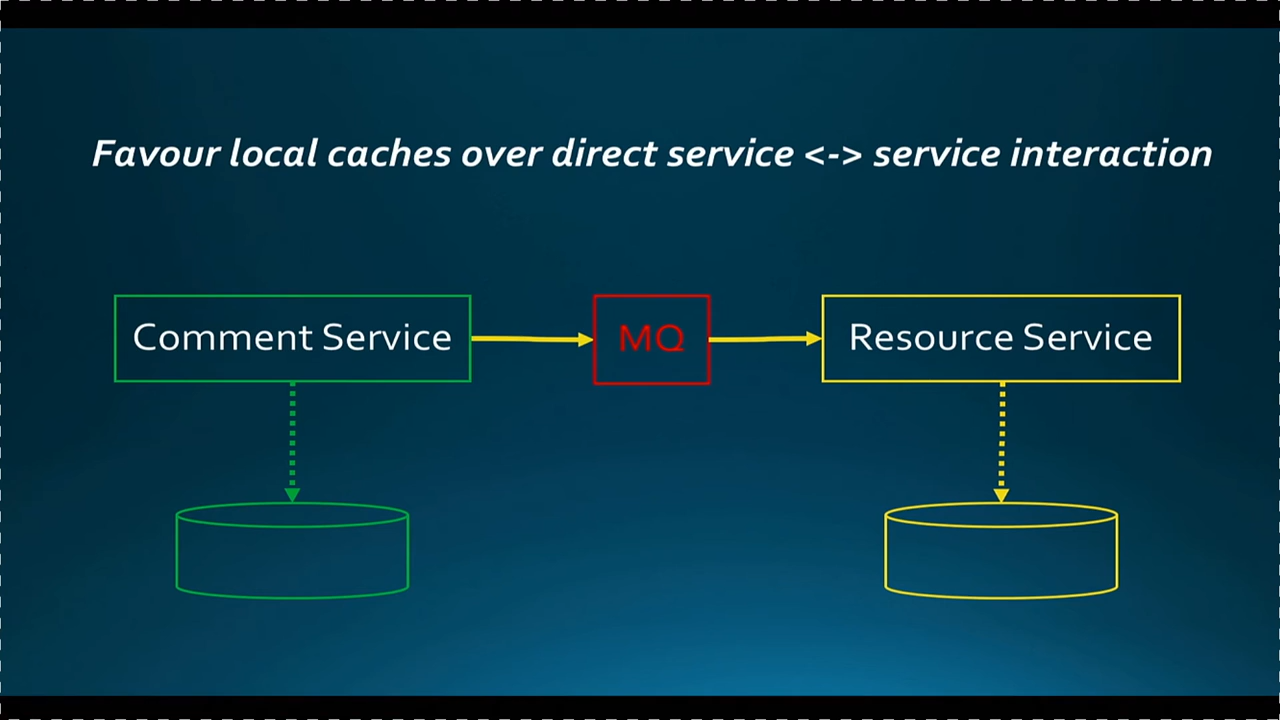 Favour local caches over direct service <-> service interaction
Comment Service
MQ
Resource Service